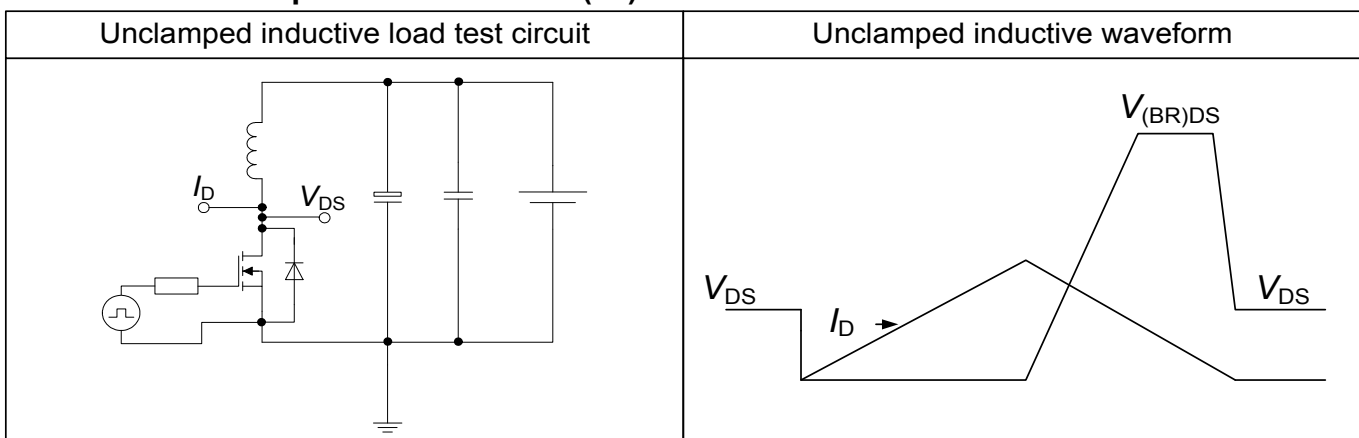 Unclamped inductive load test circuit
Unclamped inductive waveform
V(BR)DS
ID
VDS
VDS
ID
VDS